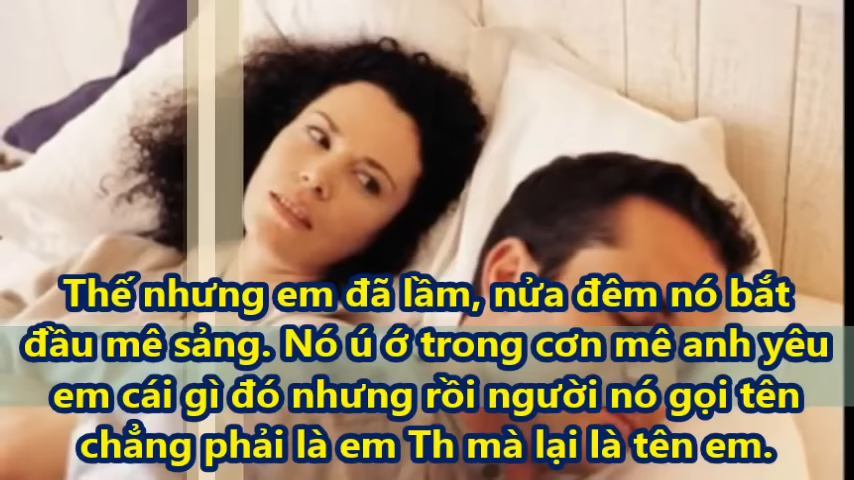 Thế nhưng em đã lầm, nửa đêm nó bắt
đầu mê sảng. Nó ú ớ trong cơn mê anh yêu
em cái gì đó nhưng rồi người nó gọi tên
chẳng phải là em Th mà lại là tên em.